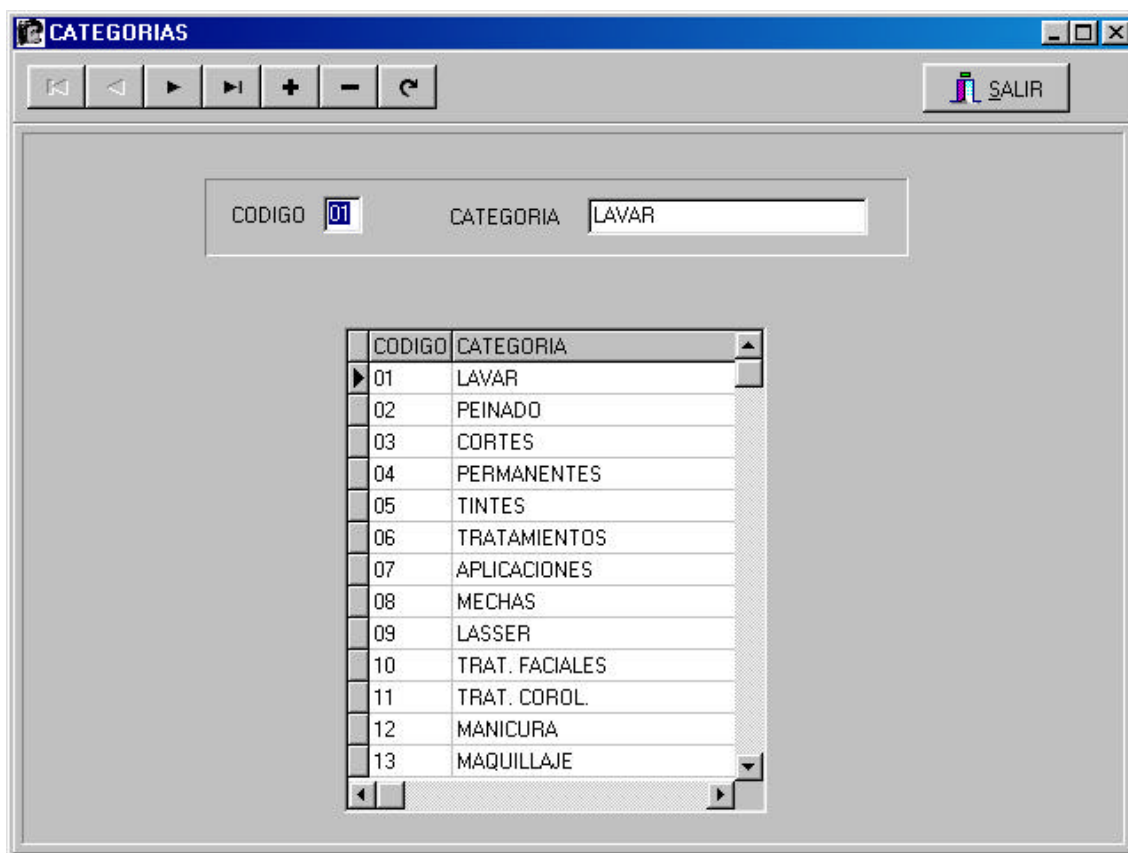 CATEGORIAS
SALIR
CODIGO 01 CATEGORIA LAVAR
CODIGO CATEGORIA
01 LAVAR
02 PEINADO
03 CORTES
04 PERMANENTES
05 TINTES
06 TRATAMIENTOS
07 APLICACIONES
08 MECHAS
09 LASSER
10 TRAT. FACIALES
11 TRAT. COROL.
12 MANICURA
13 MAQUILLAJE